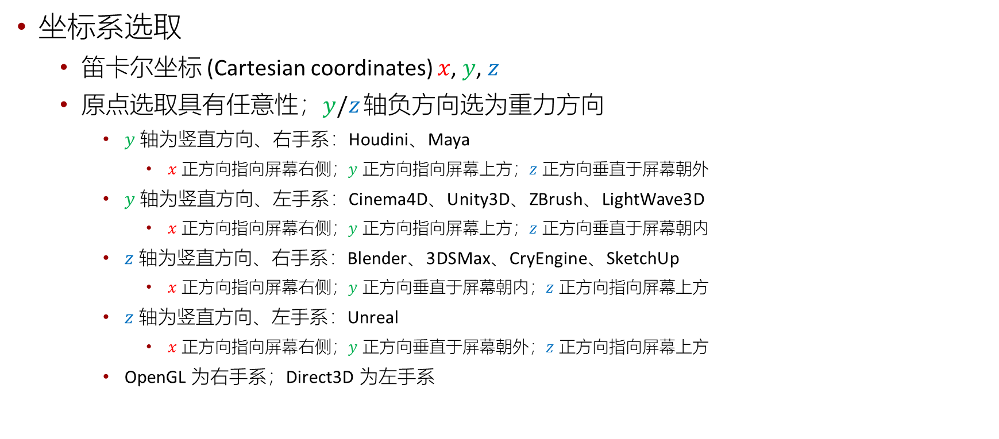 • 坐标系选取
• 笛卡尔坐标 (Cartesian coordinates) x, y, z
• 原点选取具有任意性；y/z 轴负方向选为重力方向
• y 轴为竖直方向、右手系：Houdini、Maya
• x 正方向指向屏幕右侧；y 正方向指向屏幕上方；z 正方向垂直于屏幕朝外
• y 轴为竖直方向、左手系：Cinema4D、Unity3D、ZBrush、LightWave3D
• x 正方向指向屏幕右侧；y 正方向指向屏幕上方；z 正方向垂直于屏幕朝内
• z 轴为竖直方向、右手系：Blender、3DSMax、CryEngine、SketchUp
• x 正方向指向屏幕右侧；y 正方向垂直于屏幕朝内；z 正方向指向屏幕上方
• z 轴为竖直方向、左手系：Unreal
• x 正方向指向屏幕右侧；y 正方向垂直于屏幕朝外；z 正方向指向屏幕上方
• OpenGL 为右手系；Direct3D 为左手系